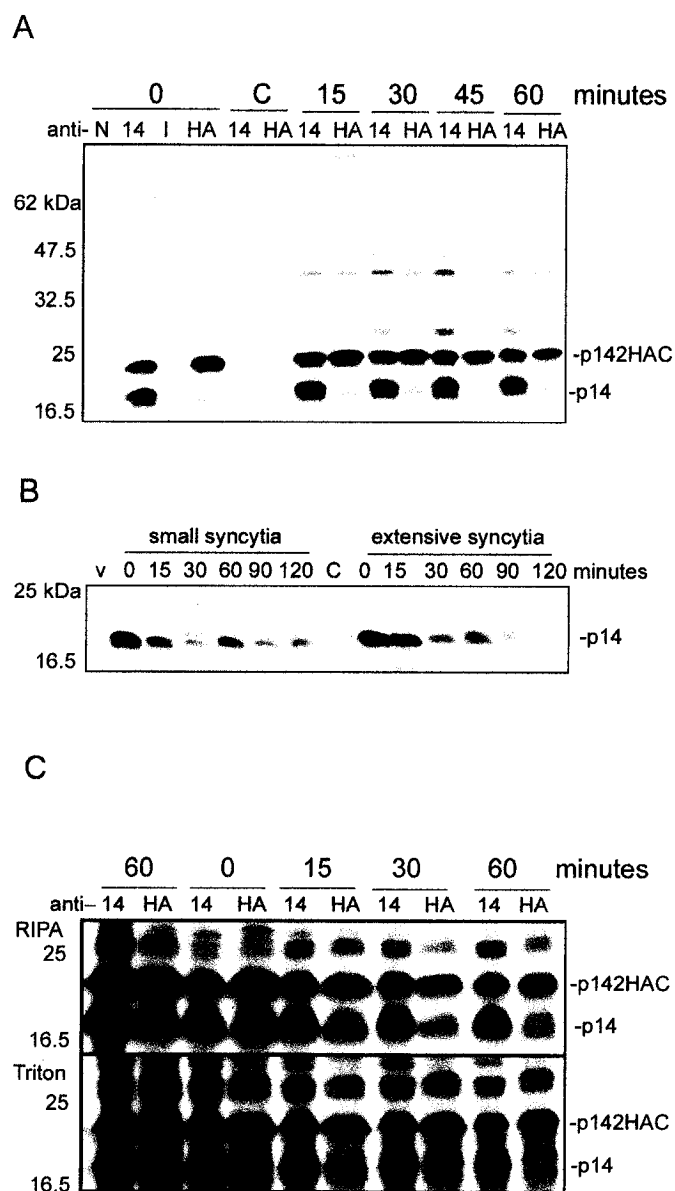 A
0 C 15 30 45 60 minutes
anti- N 14 I HA 14 HA 14 HA 14 HA 14 HA 14 HA
62 kDa
47.5
32.5
25
16.5
-p142HAC
-p14
B
small syncytia extensive syncytia
v 0 15 30 60 90 120 C 0 15 30 60 90 120 minutes
25 kDa
16.5
-p14
C
60 0 15 30 60 minutes
anti- 14 HA 14 HA 14 HA 14 HA 14 HA
RIPA
25
-p142HAC
-p14
16.5
Triton
25
-p142HAC
-p14
16.5